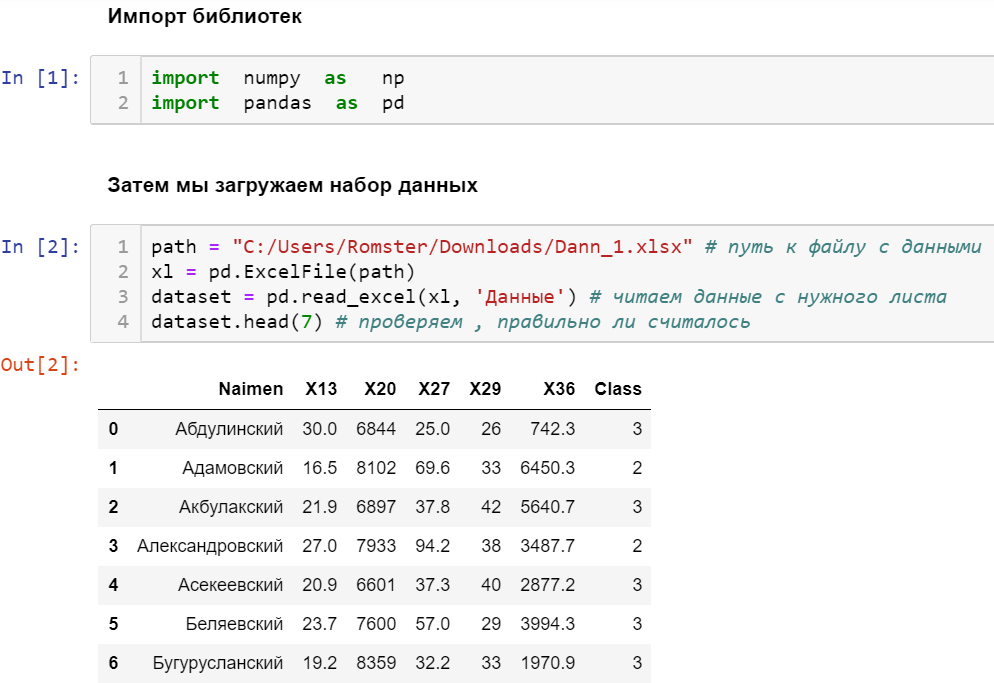 Импорт библиотек
In [1]:
1 import numpy as np
2 import pandas as pd
Затем мы загружаем набор данных
In [2]:
1 path = "C:/Users/Romster/Downloads/Dann_1.xlsx" # путь к файлу с данными
2 xl = pd.ExcelFile(path)
3 dataset = pd.read_excel(xl, 'Данные') # читаем данные с нужного листа
4 dataset.head(7) # проверяем , правильно ли считалось
Out[2]:
Naimen X13 X20 X27 X29 X36 Class
0 Абдулинский 30.0 6844 25.0 26 742.3 3
1 Адамовский 16.5 8102 69.6 33 6450.3 2
2 Акбулакский 21.9 6897 37.8 42 5640.7 3
3 Александровский 27.0 7933 94.2 38 3487.7 2
4 Асекеевский 20.9 6601 37.3 40 2877.2 3
5 Беляевский 23.7 7600 57.0 29 3994.3 3
6 Бугурусланский 19.2 8359 32.2 33 1970.9 3